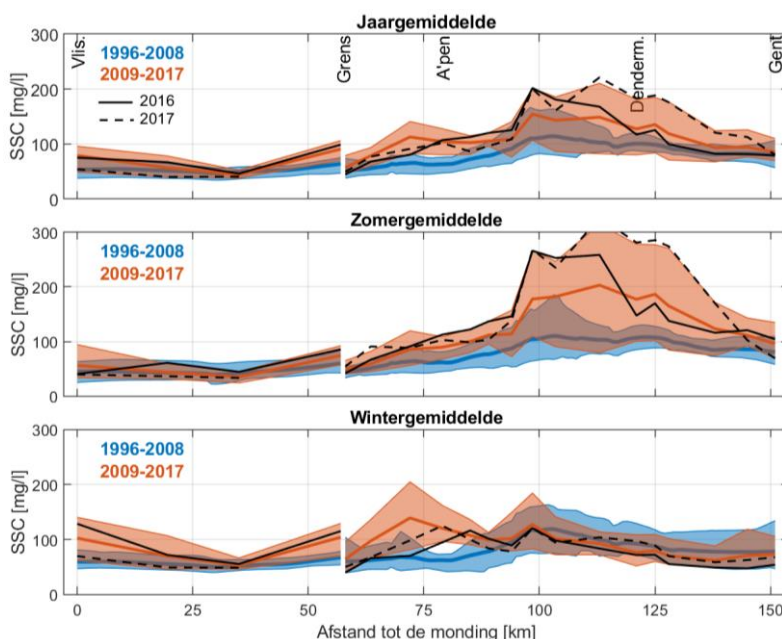 Jaargemiddelde
300
200
100
0
SSC [mg/l]
Vlis.
1996-2008
2009-2017
2016
2017
Grens
A'pen
Denderm.
Gent
Zomergemiddelde
300
200
100
0
SSC [mg/l]
1996-2008
2009-2017
Wintergemiddelde
300
200
100
0
SSC [mg/l]
1996-2008
2009-2017
0 25 50 75 100 125 150
Afstand tot de monding [km]